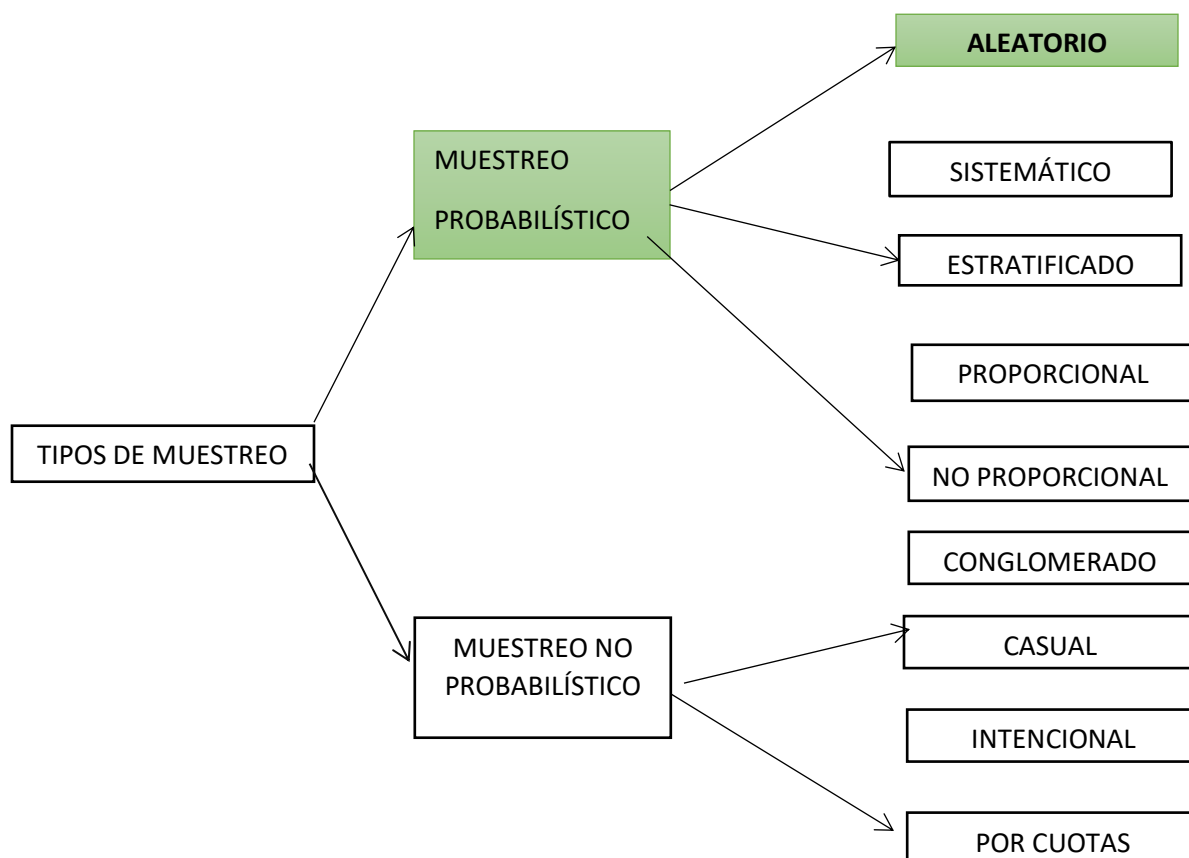 ALEATORIO
MUESTREO
PROBABILÍSTICO
SISTEMÁTICO
ESTRATIFICADO
PROPORCIONAL
TIPOS DE MUESTREO
NO PROPORCIONAL
CONGLOMERADO
MUESTREO NO
PROBABILÍSTICO
CASUAL
INTENCIONAL
POR CUOTAS